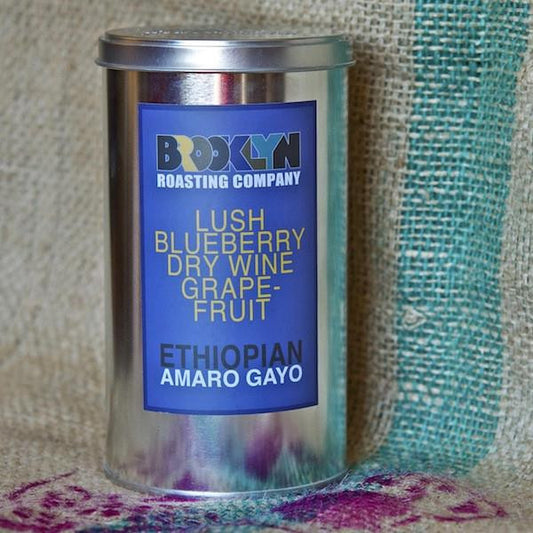 BROOKLYN
ROASTING COMPANY
LUSH
BLUEBERRY
DRY WINE
GRAPE-
FRUIT
ETHIOPIAN
AMARO GAYO